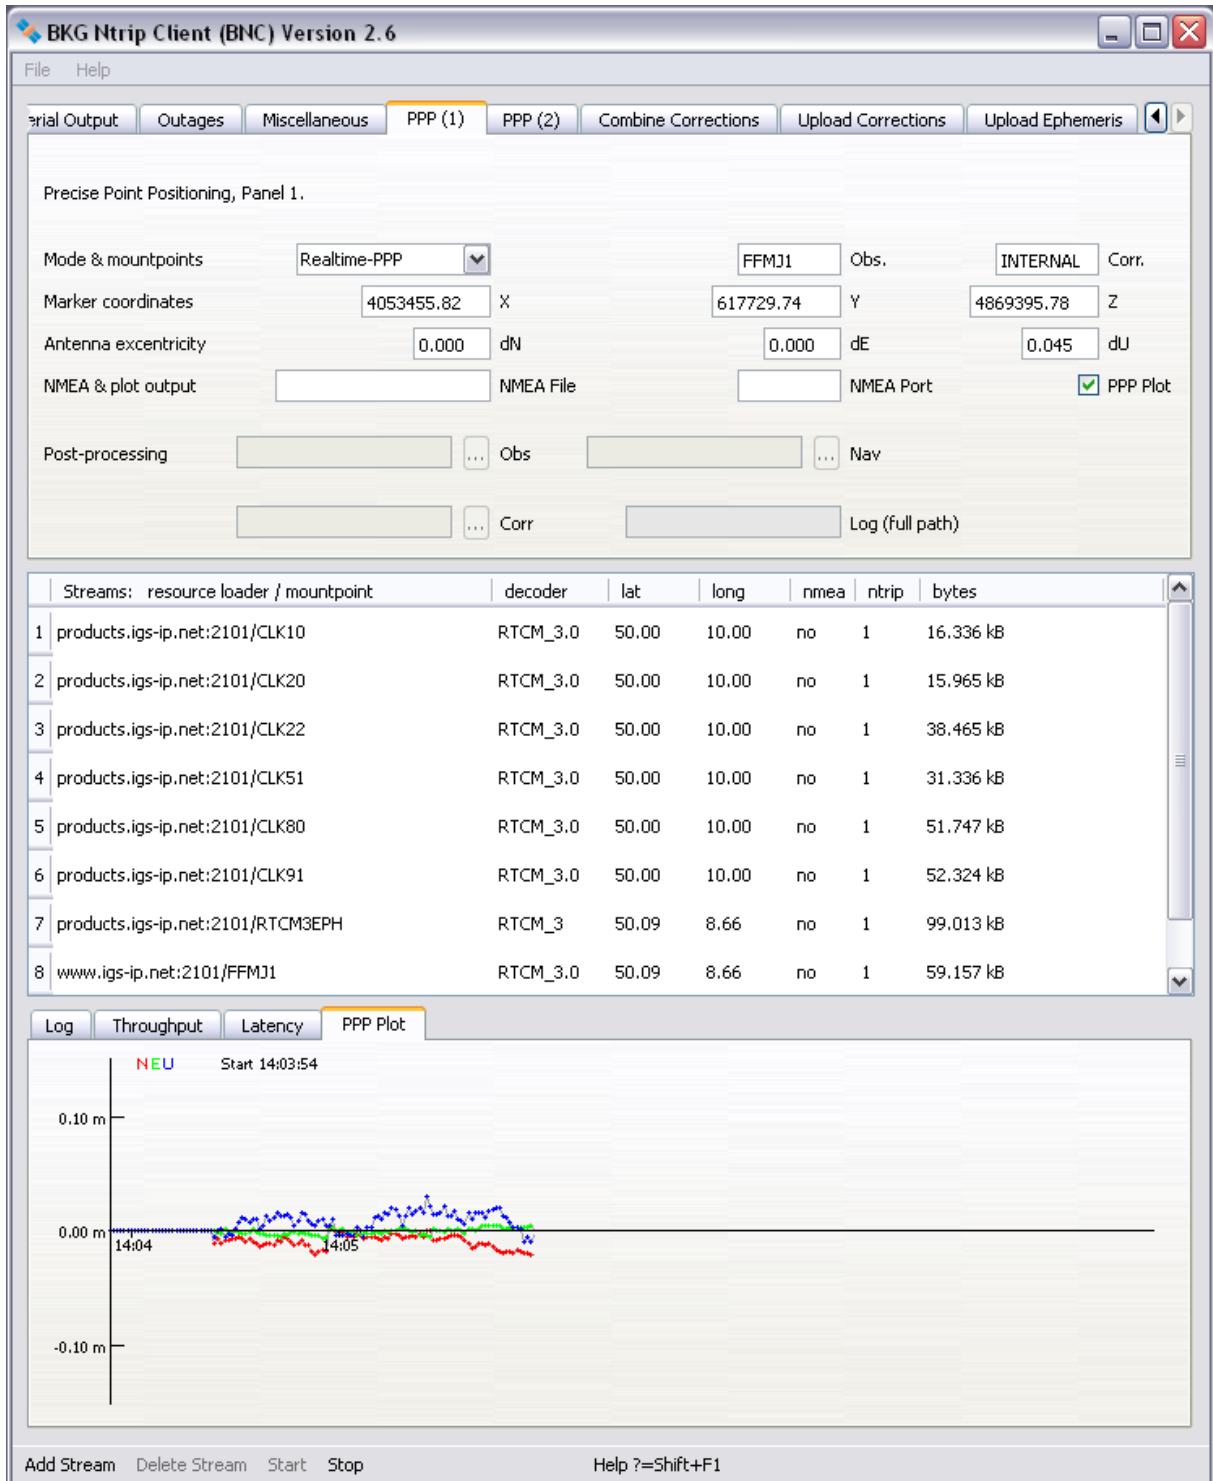 BKG Ntrip Client (BNC) Version 2.6
File Help
erial Output Outages Miscellaneous PPP (1) PPP (2) Combine Corrections Upload Corrections Upload Ephemeris
Precise Point Positioning, Panel 1.
Mode & mountpoints Realtime-PPP FFMJ1 Obs. INTERNAL Corr.
Marker coordinates 4053455.82 X 617729.74 Y 4869395.78 Z
Antenna excentricity 0.000 dN 0.000 dE 0.045 dU
NMEA & plot output NMEA File NMEA Port PPP Plot
Post-processing ... Obs ... Nav
... Corr Log (full path)
Streams: resource loader / mountpoint decoder lat long nmea ntrip bytes
1 products.igs-ip.net:2101/CLK10 RTCM_3.0 50.00 10.00 no 1 16.336 kB
2 products.igs-ip.net:2101/CLK20 RTCM_3.0 50.00 10.00 no 1 15.965 kB
3 products.igs-ip.net:2101/CLK22 RTCM_3.0 50.00 10.00 no 1 38.465 kB
4 products.igs-ip.net:2101/CLK51 RTCM_3.0 50.00 10.00 no 1 31.336 kB
5 products.igs-ip.net:2101/CLK80 RTCM_3.0 50.00 10.00 no 1 51.747 kB
6 products.igs-ip.net:2101/CLK91 RTCM_3.0 50.00 10.00 no 1 52.324 kB
7 products.igs-ip.net:2101/RTCM3EPH RTCM_3 50.09 8.66 no 1 99.013 kB
8 www.igs-ip.net:2101/FFMJ1 RTCM_3.0 50.09 8.66 no 1 59.157 kB
Log Throughput Latency PPP Plot
NEU Start 14:03:54
0.10 m
0.00 m
14:04 14:05
-0.10 m
Add Stream Delete Stream Start Stop Help ?=Shift+F1